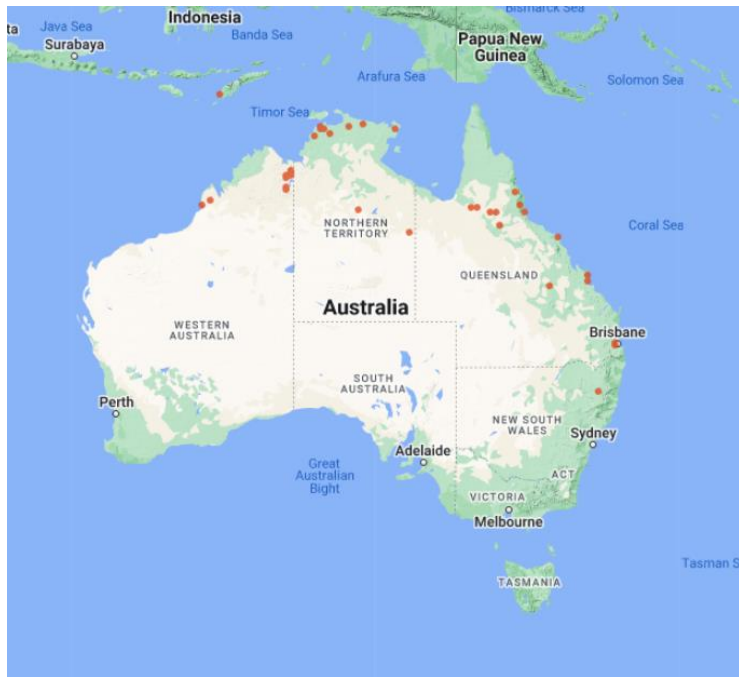 Bismarck Sea
Indonesia
Java Sea
ta
Surabaya
Banda Sea
Papua New
Guinea
Arafura Sea
Solomon Sea
Timor Sea
Coral Sea
NORTHERN
TERRITORY
QUEENSLAND
Australia
WESTERN
AUSTRALIA
Brisbane
SOUTH
AUSTRALIA
Perth
NEW SOUTH
WALES
Sydney
Adelaide
Great
Australian
Bight
ACT
VICTORIA
Melbourne
Tasman S
TASMANIA